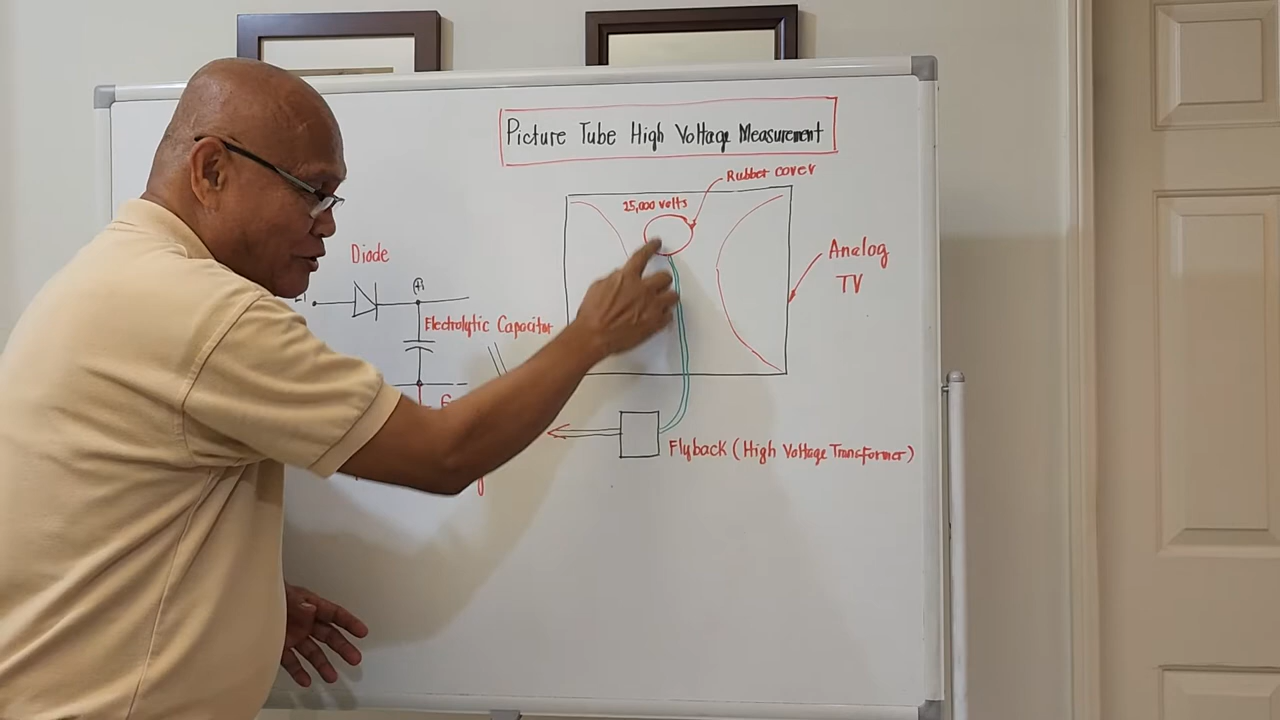 Picture Tube High Voltage Measurement
Rubber cover
25,000 volts
Diode
Analog
TV
Electrolytic Capacitor
Flyback (High Voltage Transformer)